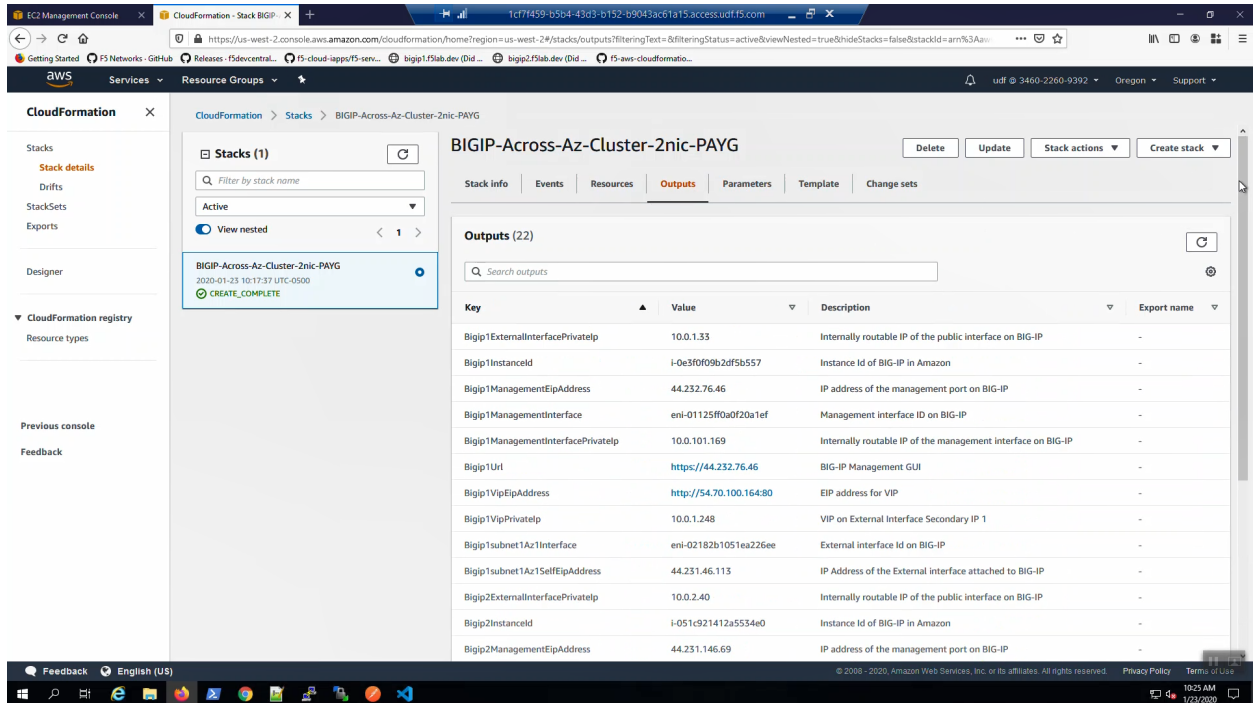 EC2 Management Console
CloudFormation - Stack BIGIP-
1cf7f459-b5b4-43d3-b152-b9043ac61a15.access.udf.f5.com
https://us-west-2.console.aws.amazon.com/cloudformation/home?region=us-west-2#/stacks/outputs?filteringText=&filteringStatus=active&viewNested=true&hideStacks=false&stackId=arn%3Aaw
Getting Started F5 Networks · GitHub Releases · f5devcentral... f5-cloud-iapps/f5-serv... bigip1.f5lab.dev (Did ... bigip2.f5lab.dev (Did ... f5-aws-cloudformatio...
aws Services Resource Groups udf @ 3460-2260-9392 Oregon Support
CloudFormation
Stacks
Stack details
Drifts
StackSets
Exports
Designer
CloudFormation registry
Resource types
Previous console
Feedback
CloudFormation > Stacks > BIGIP-Across-Az-Cluster-2nic-PAYG
Stacks (1)
Filter by stack name
Active
View nested
< 1 >
BIGIP-Across-Az-Cluster-2nic-PAYG
2020-01-23 10:17:37 UTC-0500
CREATE_COMPLETE
BIGIP-Across-Az-Cluster-2nic-PAYG
Delete Update Stack actions Create stack
Stack info Events Resources Outputs Parameters Template Change sets
Outputs (22)
Search outputs
Key Value Description Export name
Bigip1ExternalInterfacePrivateIp 10.0.1.33 Internally routable IP of the public interface on BIG-IP -
Bigip1InstanceId i-0e3f0f09b2df5b557 Instance Id of BIG-IP in Amazon -
Bigip1ManagementEipAddress 44.232.76.46 IP address of the management port on BIG-IP -
Bigip1ManagementInterface eni-01125ff0a0f20a1ef Management interface ID on BIG-IP -
Bigip1ManagementInterfacePrivateIp 10.0.101.169 Internally routable IP of the management interface on BIG-IP -
Bigip1Url https://44.232.76.46 BIG-IP Management GUI -
Bigip1VipEipAddress http://54.70.100.164:80 EIP address for VIP -
Bigip1VipPrivateIp 10.0.1.248 VIP on External Interface Secondary IP 1 -
Bigip1subnet1Az1Interface eni-02182b1051ea226ee External interface Id on BIG-IP -
Bigip1subnet1Az1SelfEipAddress 44.231.46.113 IP Address of the External interface attached to BIG-IP -
Bigip2ExternalInterfacePrivateIp 10.0.2.40 Internally routable IP of the public interface on BIG-IP -
Bigip2InstanceId i-051c921412a5534e0 Instance Id of BIG-IP in Amazon -
Bigip2ManagementEipAddress 44.231.146.69 IP address of the management port on BIG-IP -
Feedback English (US) © 2008 - 2020, Amazon Web Services, Inc. or its affiliates. All rights reserved. Privacy Policy Terms of Use
10:25 AM
1/23/2020